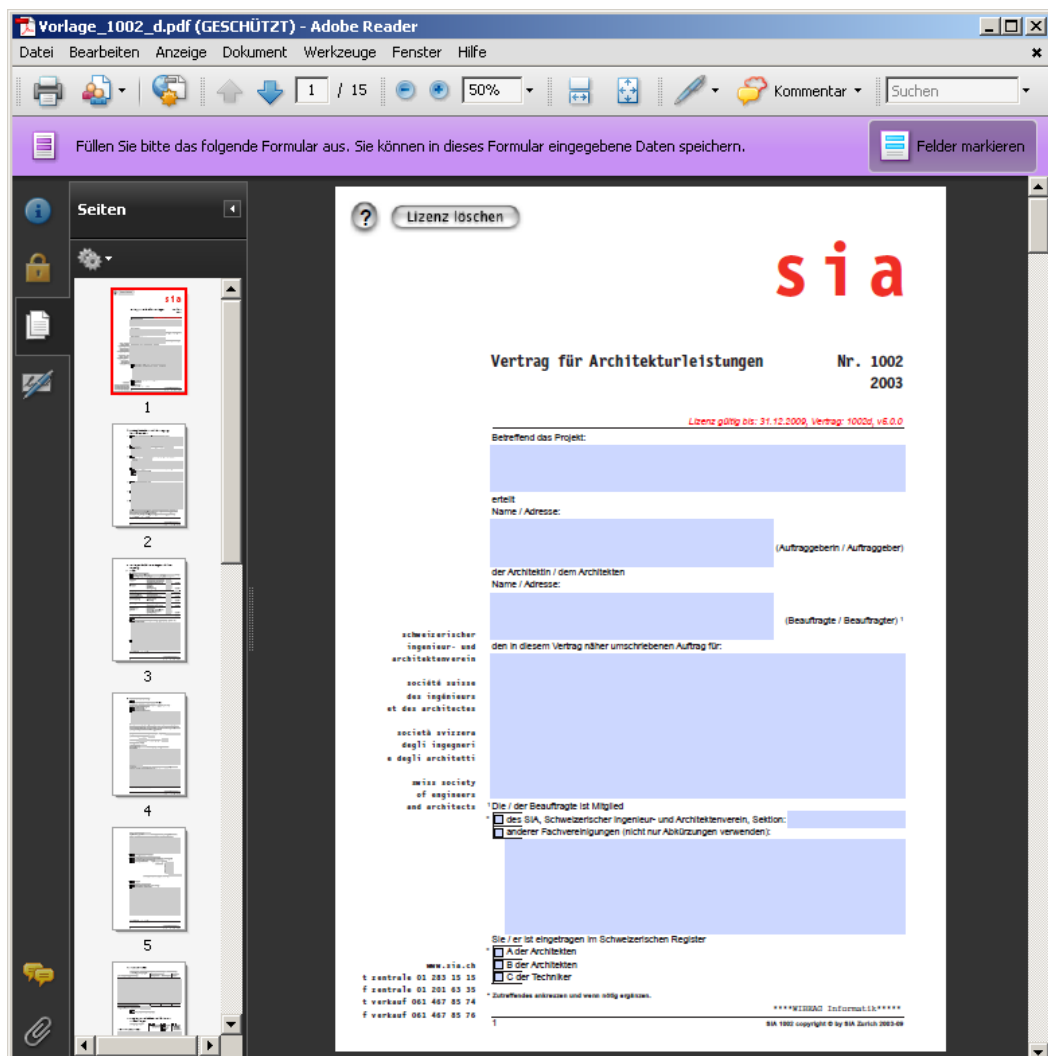 Vorlage_1002_d.pdf (GESCHÜTZT) - Adobe Reader
Datei Bearbeiten Anzeige Dokument Werkzeuge Fenster Hilfe
1 / 15 50% Kommentar Suchen
Füllen Sie bitte das folgende Formular aus. Sie können in dieses Formular eingegebene Daten speichern. Felder markieren
Seiten
1
2
3
4
5
? Lizenz löschen
sia
Vertrag für Architekturleistungen Nr. 1002
2003
Lizenz gültig bis: 31.12.2009, Vertrag: 1002d, v6.0.0
Betreffend das Projekt:
erteilt
Name / Adresse:
(Auftraggeberin / Auftraggeber)
der Architektin / dem Architekten
Name / Adresse:
(Beauftragte / Beauftragter) ¹
schweizerischer
ingenieur- und
architektenverein
société suisse
des ingénieurs
et des architectes
società svizzera
degli ingegneri
e degli architetti
swiss society
of engineers
and architects
den in diesem Vertrag näher umschriebenen Auftrag für:
¹ Die / der Beauftragte ist Mitglied
* des SIA, Schweizerischer Ingenieur- und Architektenverein, Sektion:
anderer Fachvereinigungen (nicht nur Abkürzungen verwenden):
Sie / er ist eingetragen im Schweizerischen Register
* A der Architekten
B der Architekten
C der Techniker
* Zutreffendes ankreuzen und wenn nötig ergänzen.
www.sia.ch
t zentrale 01 283 15 15
f zentrale 01 201 63 35
t verkauf 061 467 85 74
f verkauf 061 467 85 76
****WIBEAG Informatik*****
1
SIA 1002 copyright © by SIA Zurich 2003-09